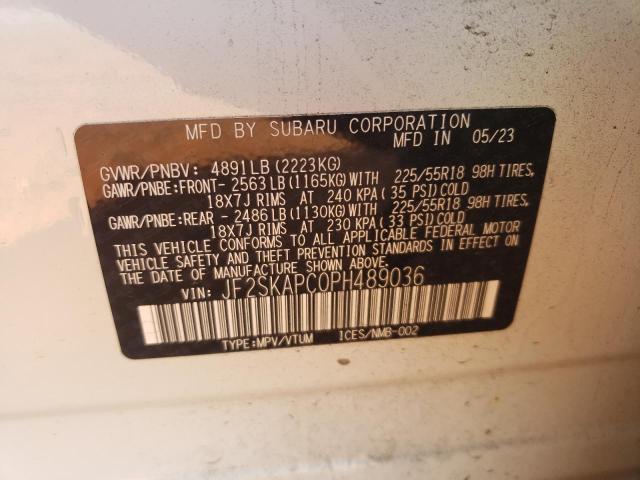 MFD BY SUBARU CORPORATION
MFD IN 05/23
GVWR/PNBV: 4891LB (2223KG)
GAWR/PNBE:FRONT- 2563LB (1165KG) WITH 225/55R18 98H TIRES,
18X7J RIMS AT 240 KPA (35 PSI) COLD
GAWR/PNBE:REAR - 2486LB (1130KG) WITH 225/55R18 98H TIRES,
18X7J RIMS AT 230 KPA (33 PSI) COLD
THIS VEHICLE CONFORMS TO ALL APPLICABLE FEDERAL MOTOR
VEHICLE SAFETY AND THEFT PREVENTION STANDARDS IN EFFECT ON
THE DATE OF MANUFACTURE SHOWN ABOVE.
VIN: JF2SKAPC0PH489036
TYPE:MPV/VTUM ICES/NMB-002